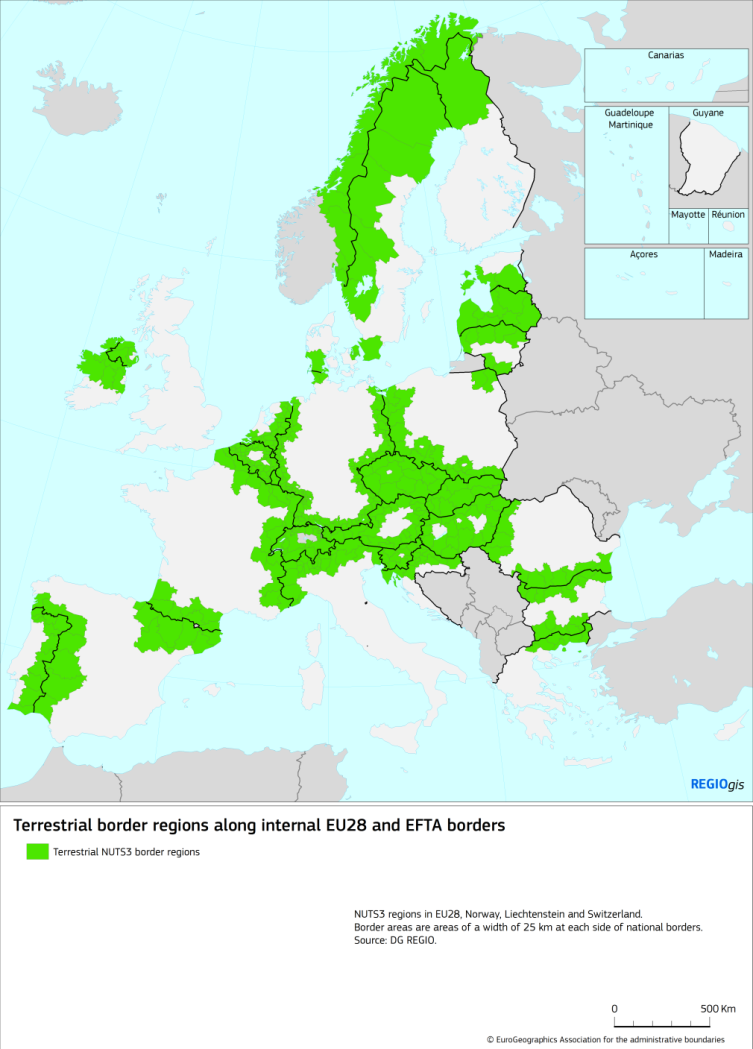 Canarias
Guadeloupe
Martinique
Guyane
Mayotte
Réunion
Açores
Madeira
REGIOgis
Terrestrial border regions along internal EU28 and EFTA borders
Terrestrial NUTS3 border regions
NUTS3 regions in EU28, Norway, Liechtenstein and Switzerland.
Border areas are areas of a width of 25 km at each side of national borders.
Source: DG REGIO.
0 500 Km
© EuroGeographics Association for the administrative boundaries